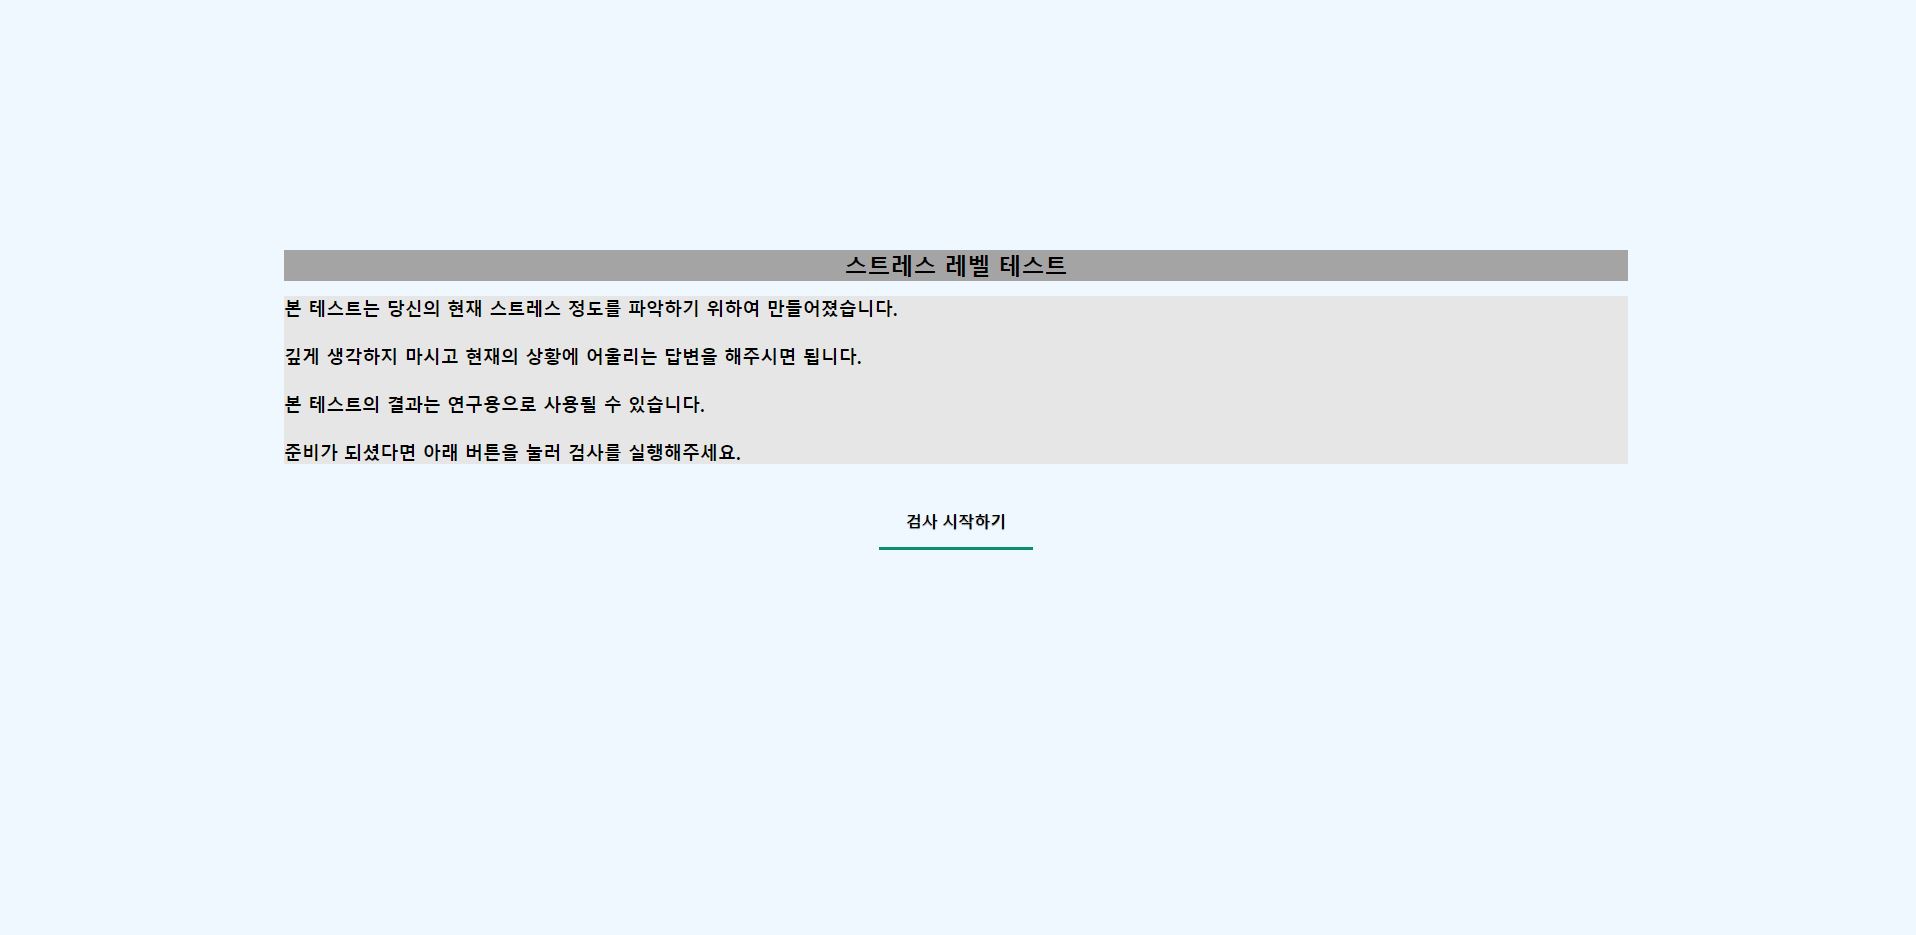 스트레스 레벨 테스트
본 테스트는 당신의 현재 스트레스 정도를 파악하기 위하여 만들어졌습니다.
깊게 생각하지 마시고 현재의 상황에 어울리는 답변을 해주시면 됩니다.
본 테스트의 결과는 연구용으로 사용될 수 있습니다.
준비가 되셨다면 아래 버튼을 눌러 검사를 실행해주세요.
검사 시작하기